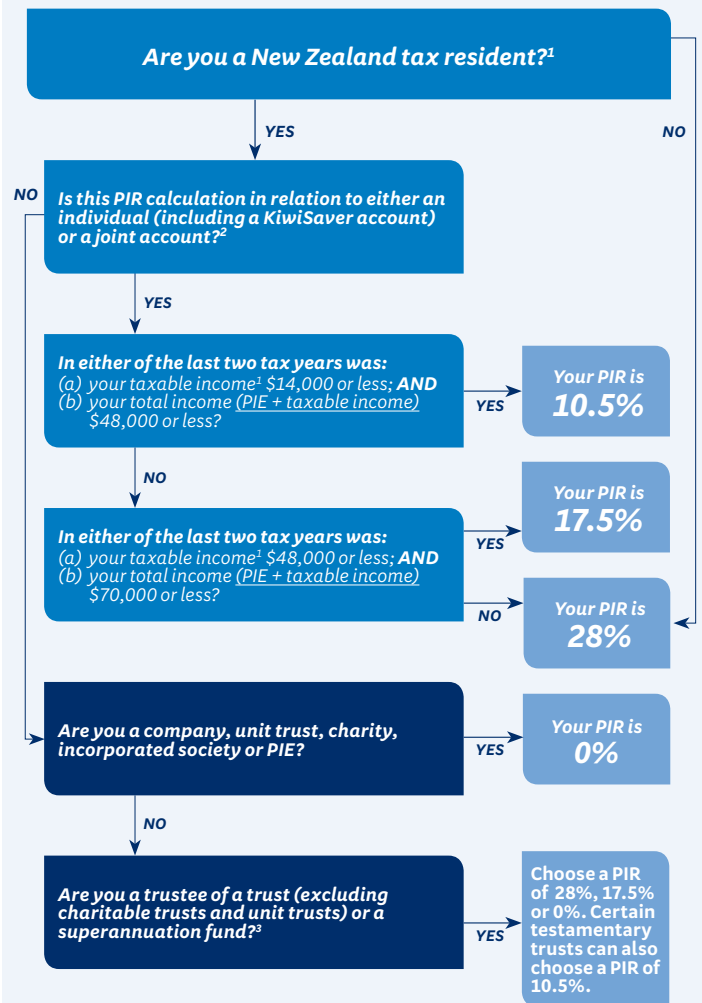 Are you a New Zealand tax resident?¹
YES
NO
NO
Is this PIR calculation in relation to either an
individual (including a KiwiSaver account)
or a joint account?²
YES
In either of the last two tax years was:
(a) your taxable income¹ $14,000 or less; AND
(b) your total income (PIE + taxable income)
$48,000 or less?
YES
Your PIR is
10.5%
NO
In either of the last two tax years was:
(a) your taxable income¹ $48,000 or less; AND
(b) your total income (PIE + taxable income)
$70,000 or less?
YES
Your PIR is
17.5%
NO
Your PIR is
28%
Are you a company, unit trust, charity,
incorporated society or PIE?
YES
Your PIR is
0%
NO
Are you a trustee of a trust (excluding
charitable trusts and unit trusts) or a
superannuation fund?³
YES
Choose a PIR
of 28%, 17.5%
or 0%. Certain
testamentary
trusts can also
choose a PIR of
10.5%.